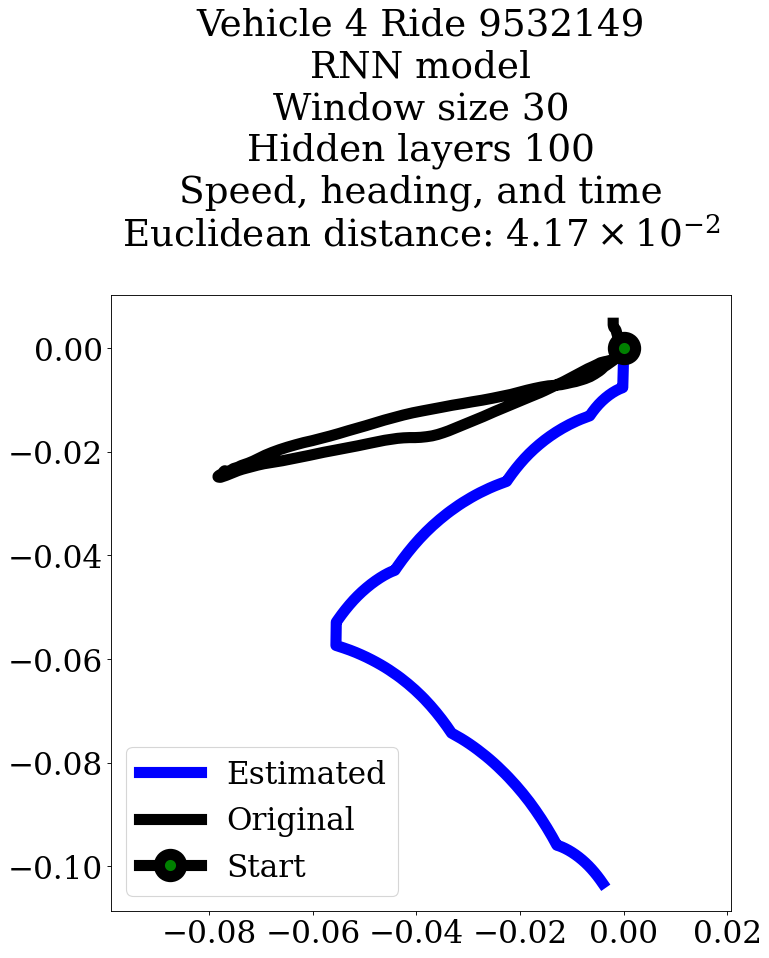 Vehicle 4 Ride 9532149
RNN model
Window size 30
Hidden layers 100
Speed, heading, and time
Euclidean distance: 4.17 × 10⁻²
0.00
−0.02
−0.04
−0.06
−0.08
−0.10
Estimated
Original
Start
−0.08 −0.06 −0.04 −0.02 0.00 0.02